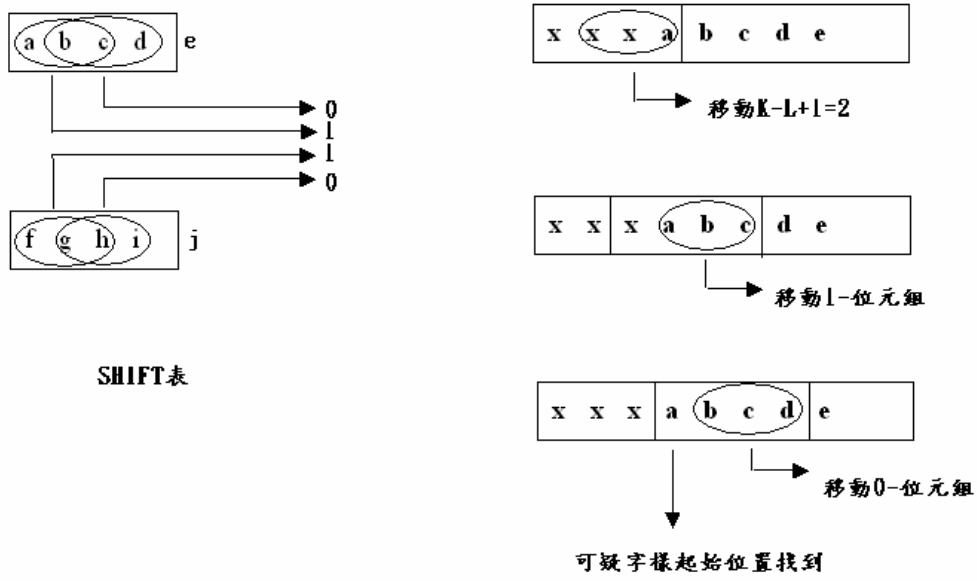 a b c d e
0
1
1
0
f g h i j
SHIFT表
x x x a b c d e
移動K-L+1=2
x x x a b c d e
移動1-位元組
x x x a b c d e
移動0-位元組
可疑字樣起始位置找到